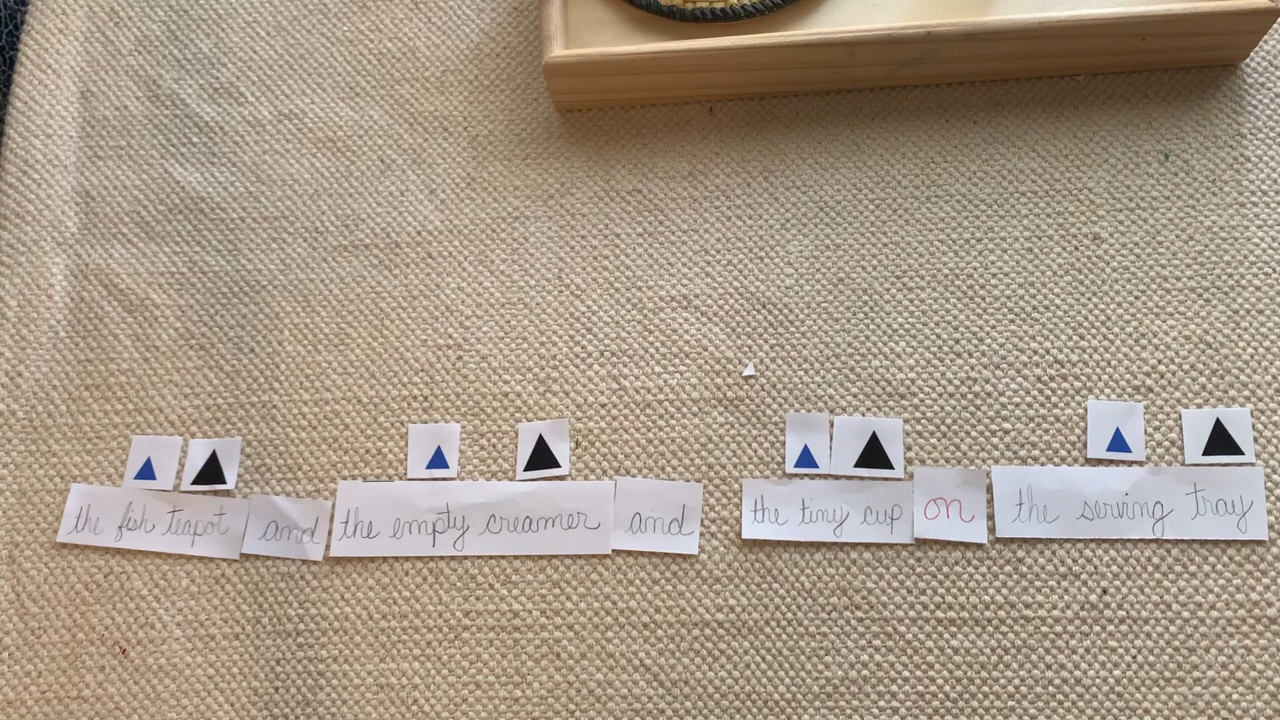 the fish teapot and the empty creamer and the tiny cup on the serving tray